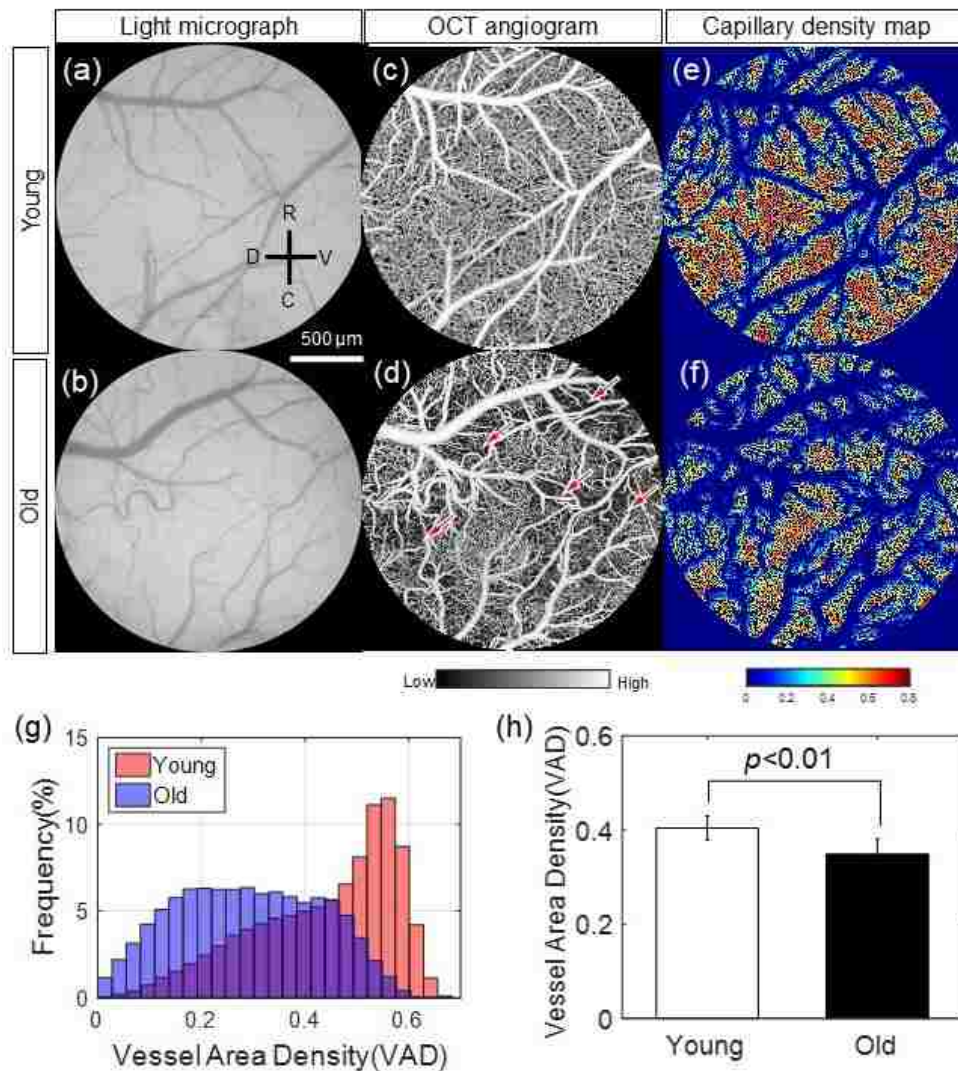 Light micrograph
OCT angiogram
Capillary density map
Young
(a)
(c)
(e)
R
D
V
C
500 µm
Old
(b)
(d)
(f)
Low
High
0
0.2
0.4
0.6
0.8
(g)
15
10
5
0
Frequency(%)
Young
Old
0
0.2
0.4
0.6
Vessel Area Density(VAD)
(h)
0.6
0.4
0.2
0
Vessel Area Density(VAD)
p<0.01
Young
Old